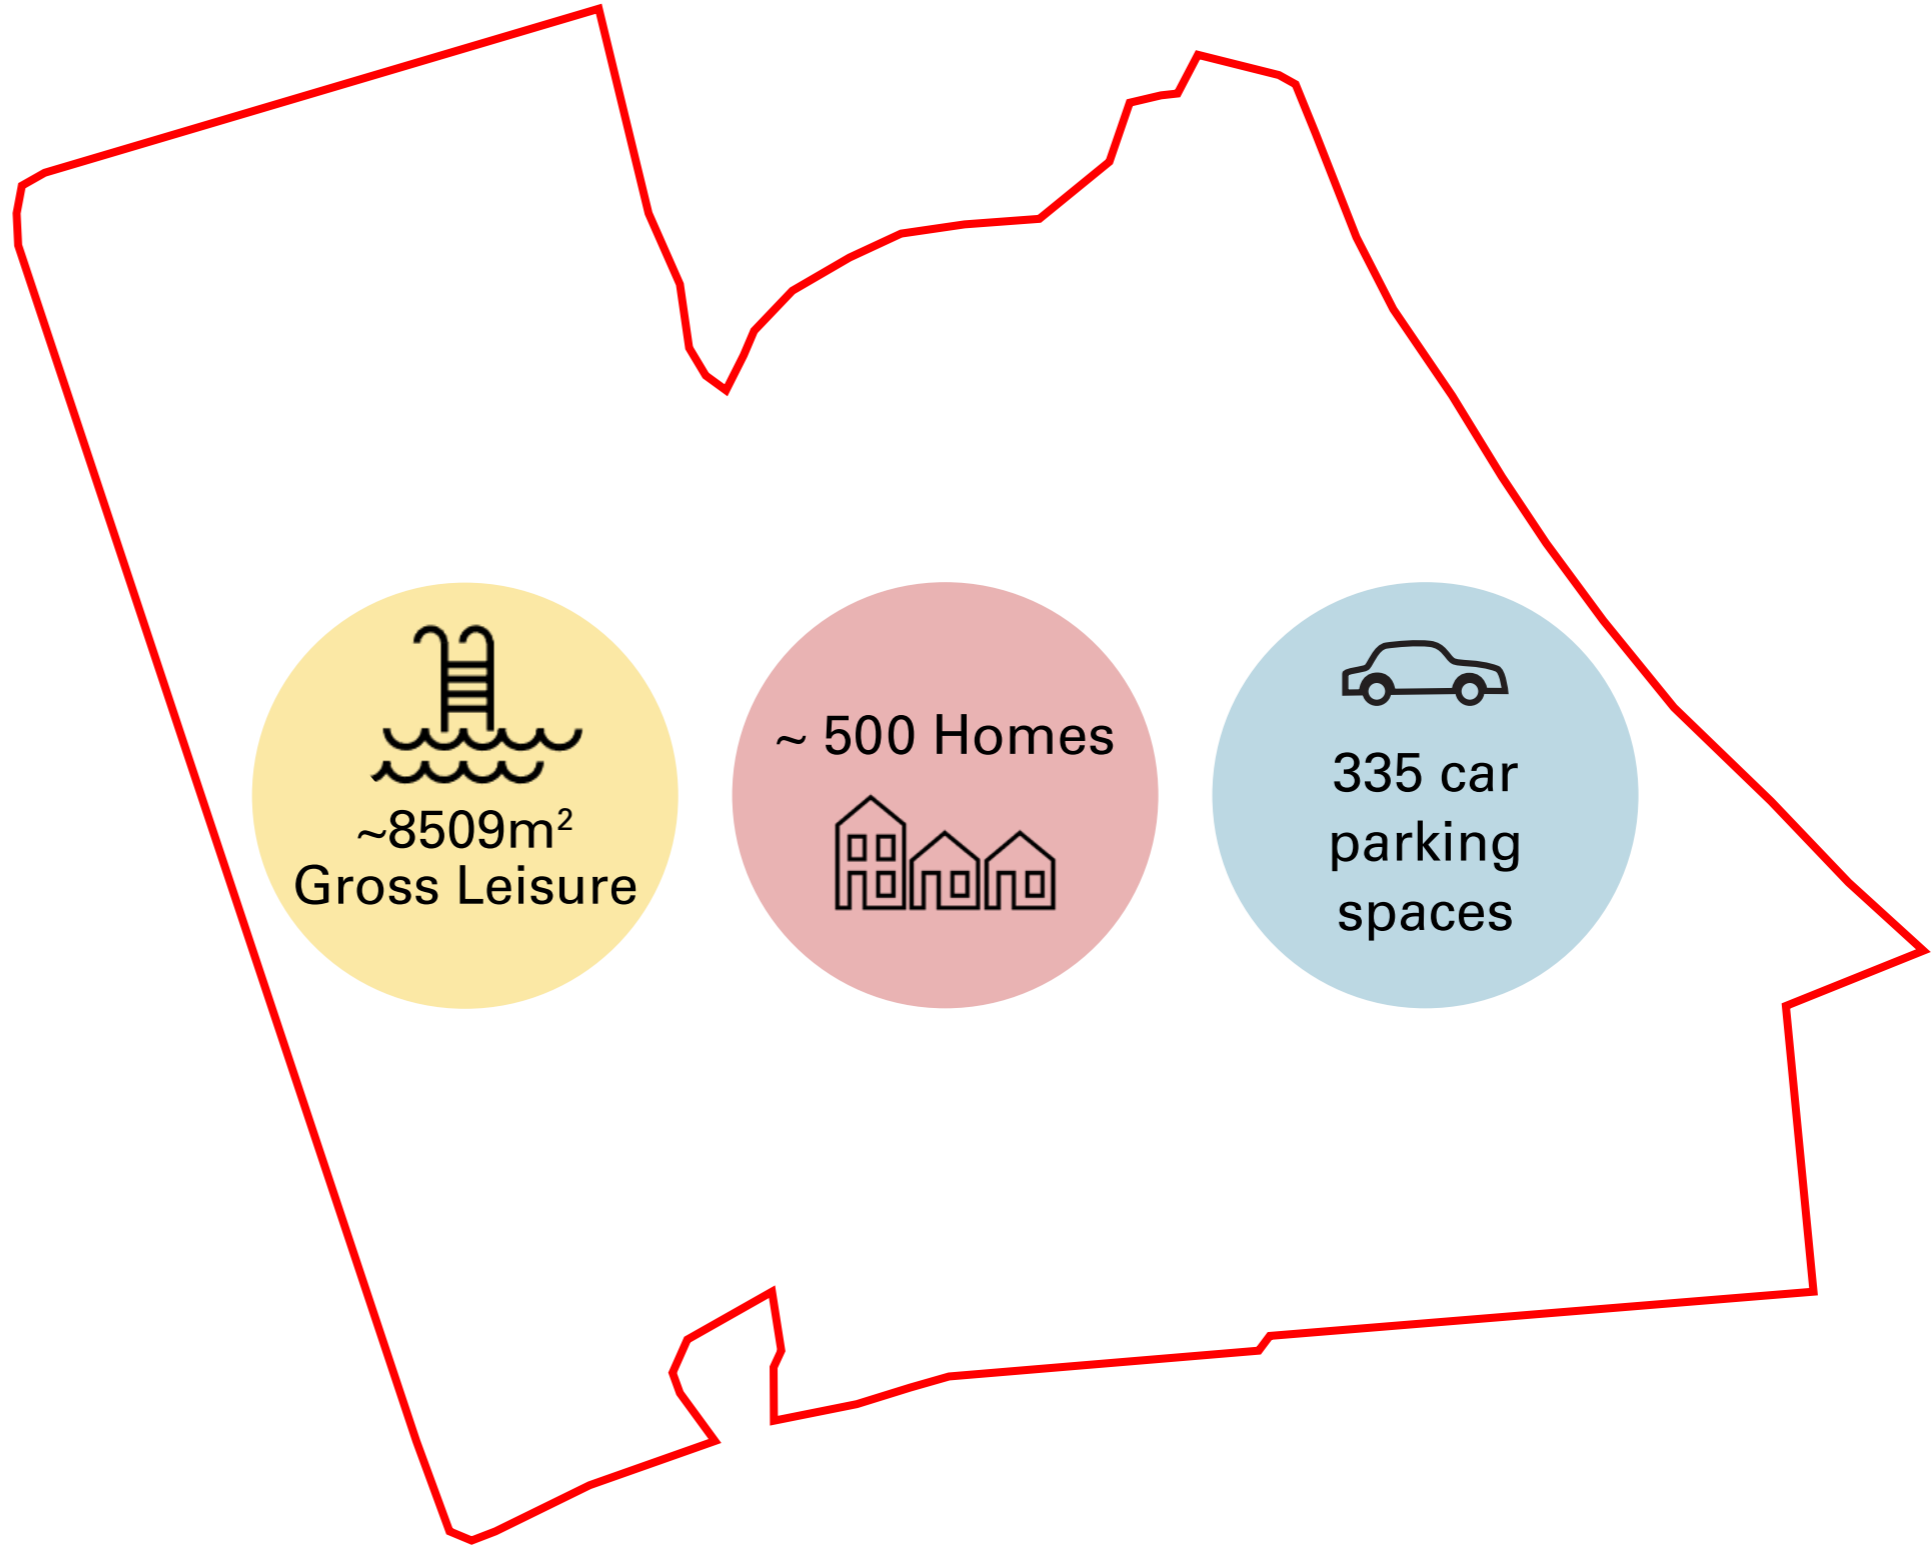 ~8509m²
Gross Leisure
~ 500 Homes
335 car
parking
spaces